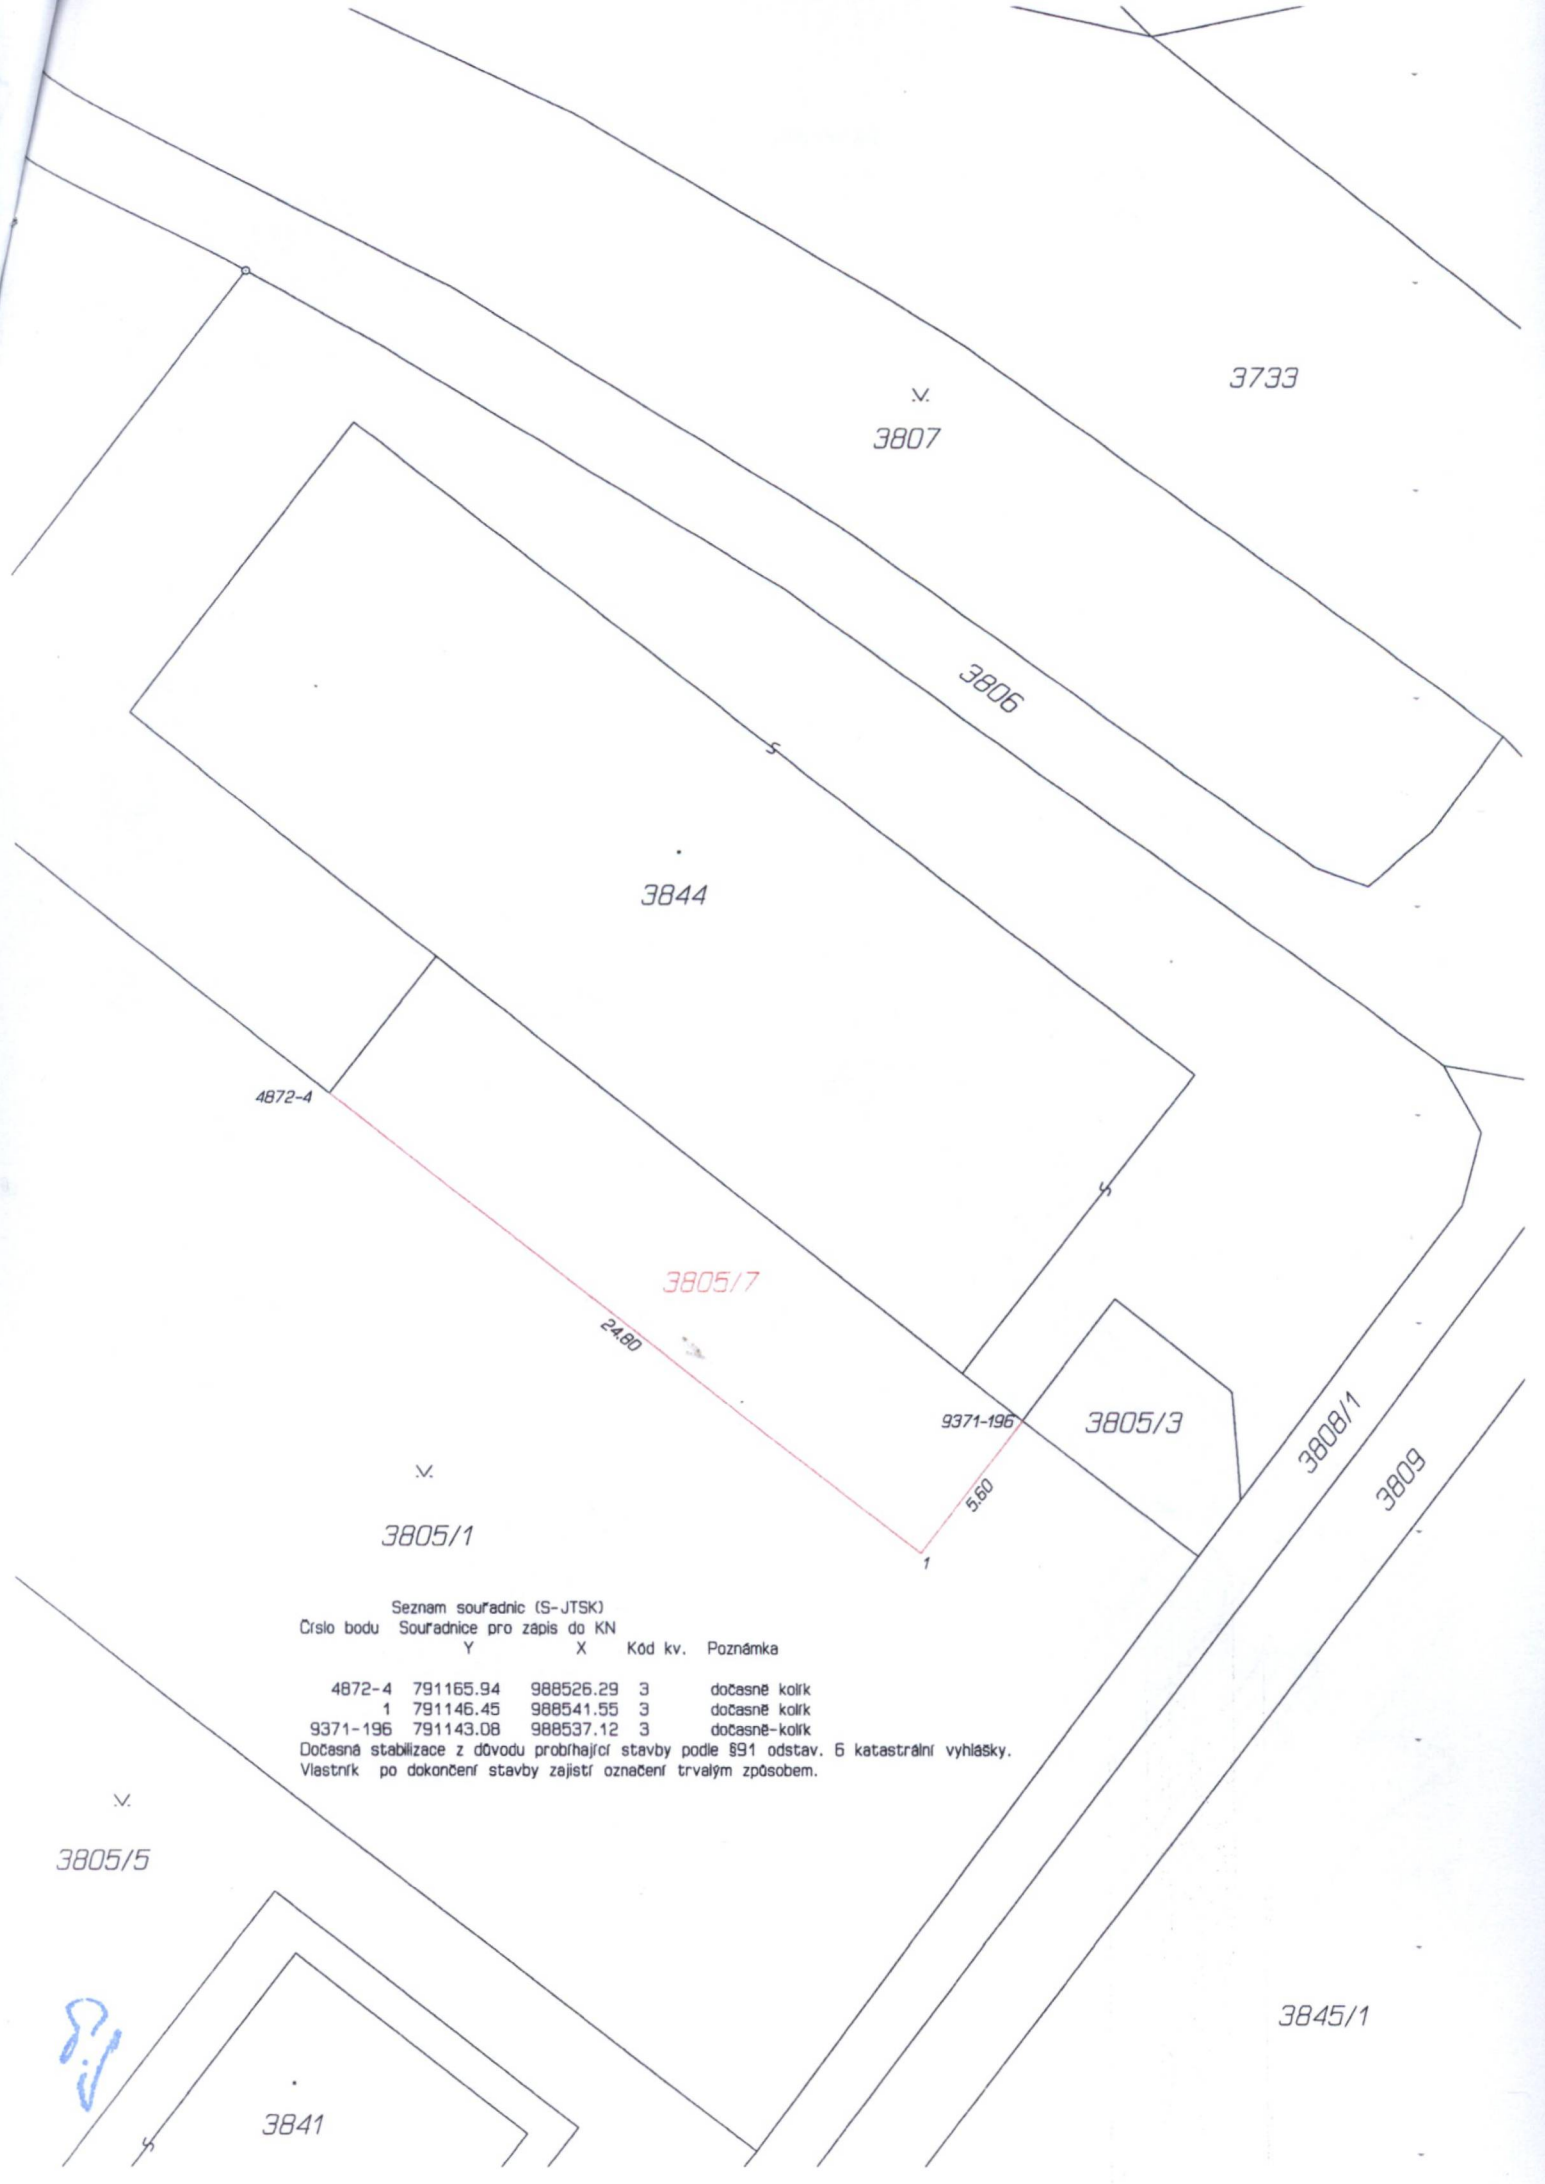 3733
3807
3806
3844
4872-4
3805/7
24.80
9371-196
3805/3
3808/1
3809
5.60
1
3805/1
Seznam souřadnic (S-JTSK)
Číslo bodu Souřadnice pro zápis do KN
Y X Kód kv. Poznámka
4872-4 791165.94 988526.29 3 dočasně kolík
1 791146.45 988541.55 3 dočasně kolík
9371-196 791143.08 988537.12 3 dočasně-kolík
Dočasná stabilizace z důvodu probíhající stavby podle §91 odstav. 6 katastrální vyhlášky.
Vlastník po dokončení stavby zajistí označení trvalým způsobem.
3805/5
3845/1
3841